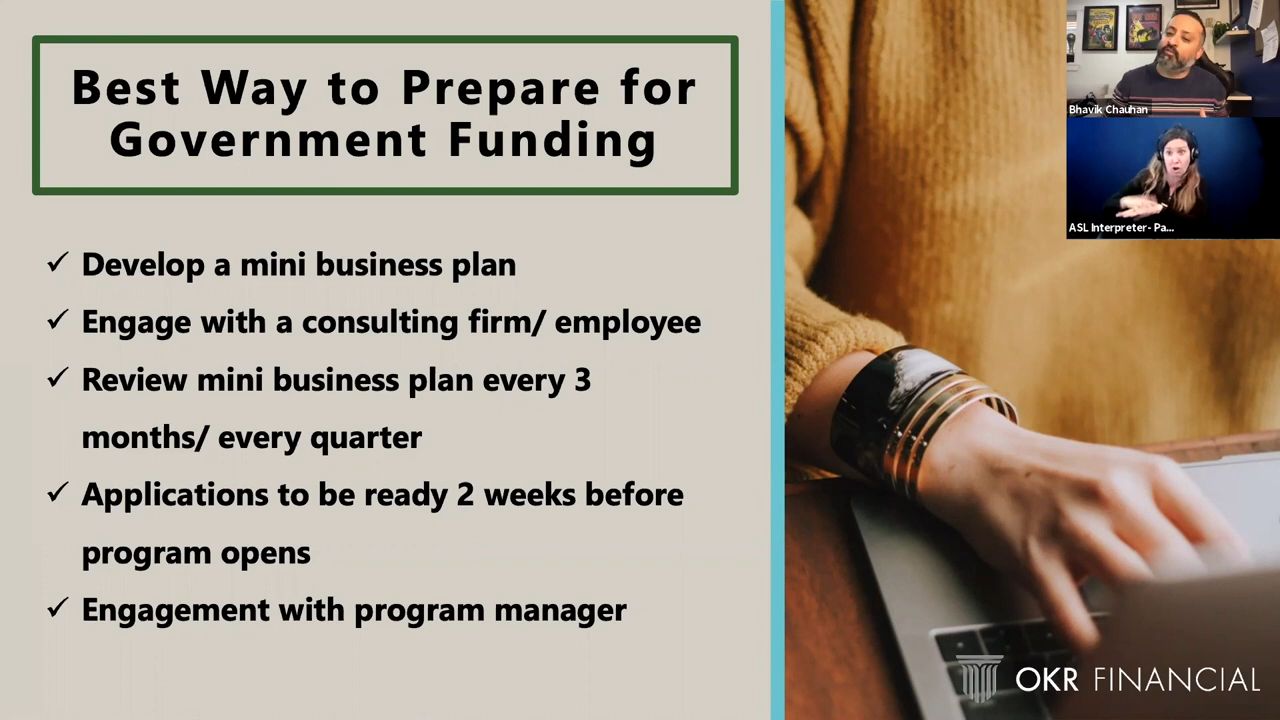 Best Way to Prepare for
Government Funding
✓ Develop a mini business plan
✓ Engage with a consulting firm/ employee
✓ Review mini business plan every 3
months/ every quarter
✓ Applications to be ready 2 weeks before
program opens
✓ Engagement with program manager
Bhavik Chauhan
ASL Interpreter- Pa...
OKR FINANCIAL